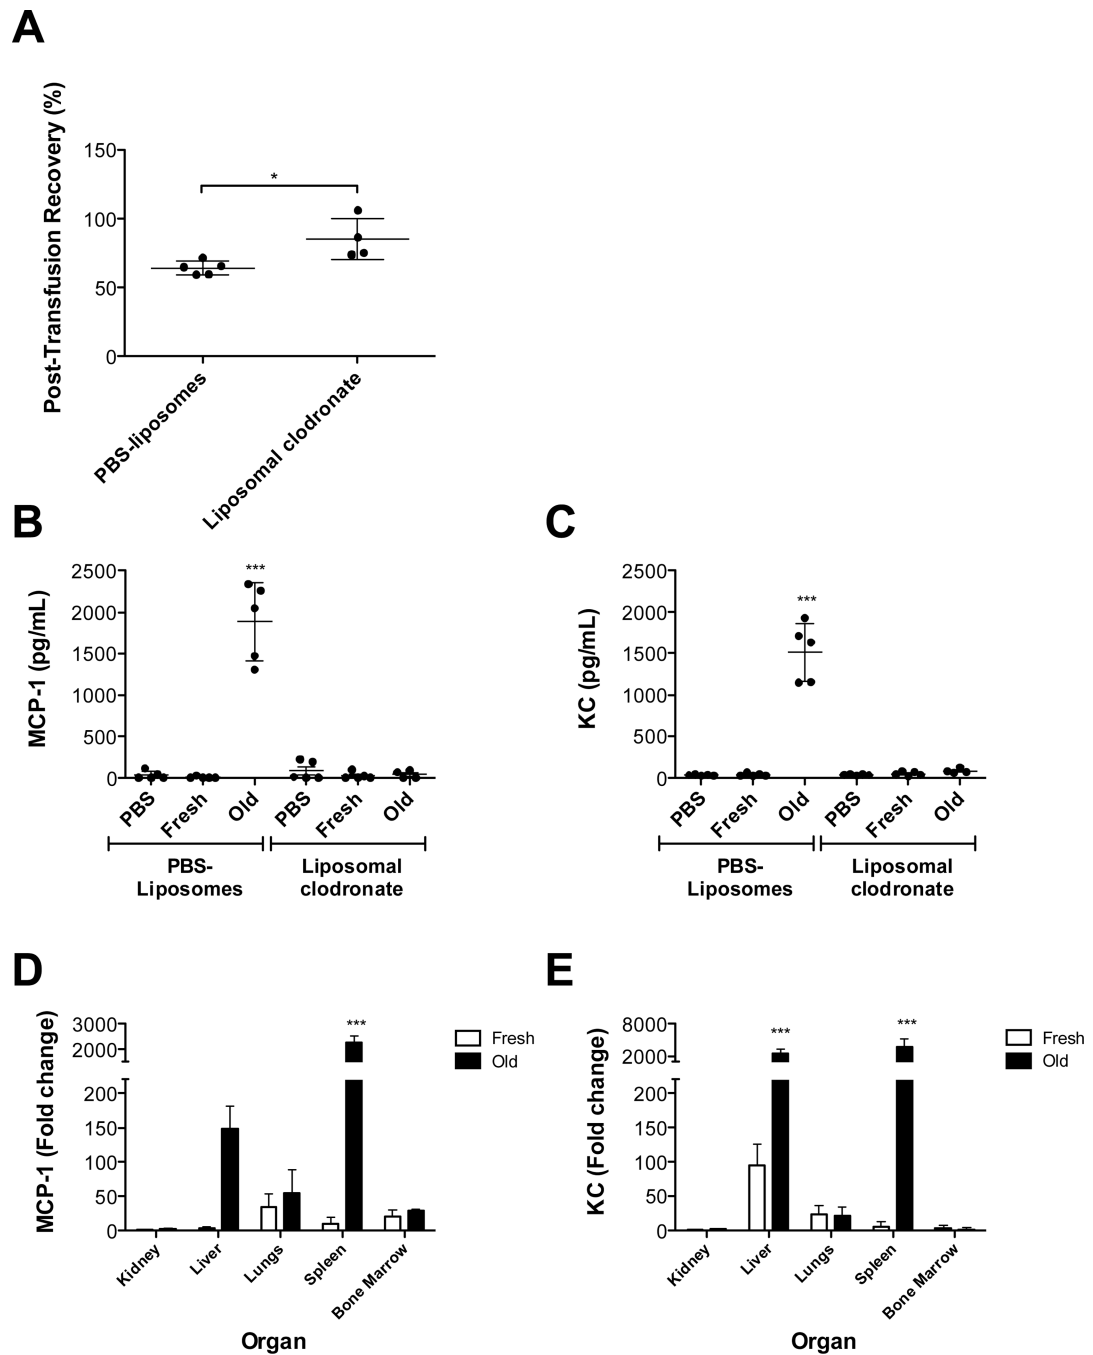 A
Post-Transfusion Recovery (%)
150
100
50
0
*
PBS-liposomes
Liposomal clodronate
B
MCP-1 (pg/mL)
2500
2000
1500
1000
500
0
***
PBS
Fresh
Old
PBS
Fresh
Old
PBS-
Liposomes
Liposomal
clodronate
C
KC (pg/mL)
2500
2000
1500
1000
500
0
***
PBS
Fresh
Old
PBS
Fresh
Old
PBS-
Liposomes
Liposomal
clodronate
D
MCP-1 (Fold change)
3000
2000
200
150
100
50
0
***
Fresh
Old
Kidney
Liver
Lungs
Spleen
Bone Marrow
Organ
E
KC (Fold change)
8000
2000
200
150
100
50
0
***
***
Fresh
Old
Kidney
Liver
Lungs
Spleen
Bone Marrow
Organ